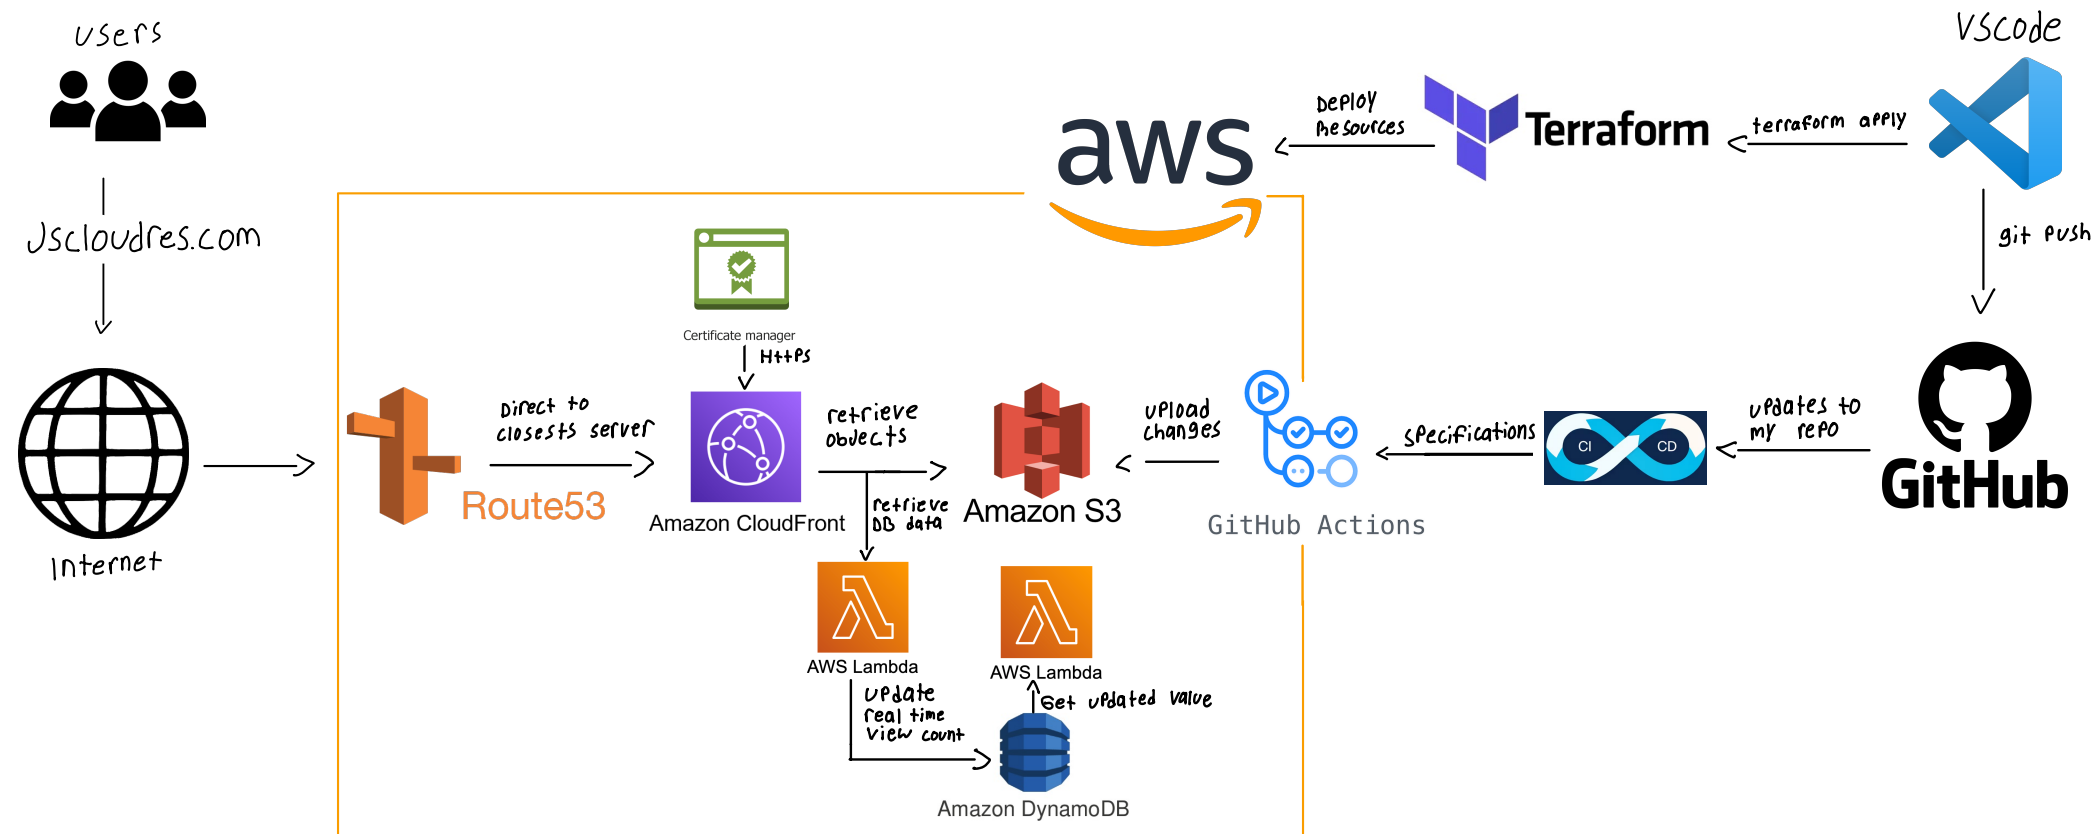 users
Jscloudres.com
Internet
Route53
Direct to
closests server
Certificate manager
HttPs
Amazon CloudFront
retrieve
objects
retrieve
DB data
Amazon S3
AWS Lambda
update
real time
view count
AWS Lambda
Get updated value
Amazon DynamoDB
aws
Deploy
resources
Terraform
terraform apply
VScode
git push
GitHub
updates to
my repo
CI
CD
specifications
GitHub Actions
upload
changes